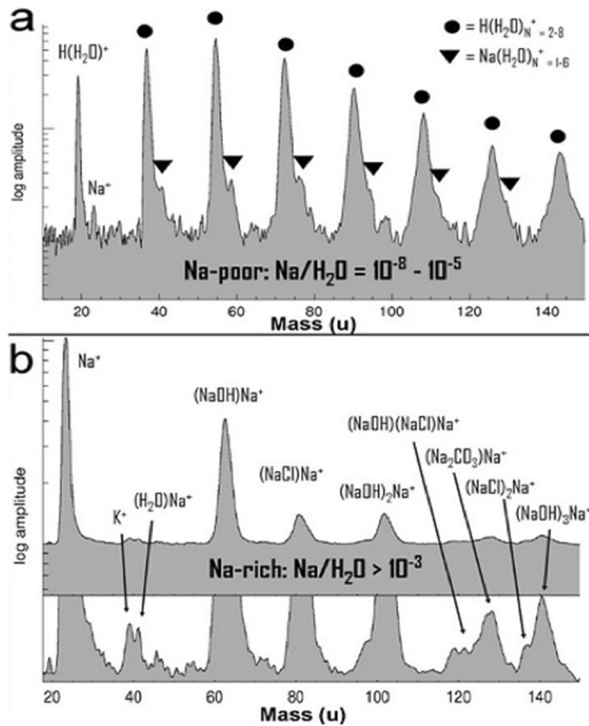 a
● = H(H₂O)N⁺ = 2-8
▼ = Na(H₂O)N⁺ = 1-6
H(H₂O)⁺
Na⁺
log amplitude
Na-poor: Na/H₂O = 10⁻⁸ - 10⁻⁵
20 40 60 80 100 120 140
Mass (u)
b
Na⁺
(NaOH)Na⁺
(NaOH)(NaCl)Na⁺
(Na₂CO₃)Na⁺
(NaCl)Na⁺
(NaCl)₂Na⁺
(NaOH)₂Na⁺
(NaOH)₃Na⁺
(H₂O)Na⁺
K⁺
log amplitude
Na-rich: Na/H₂O > 10⁻³
20 40 60 80 100 120 140
Mass (u)